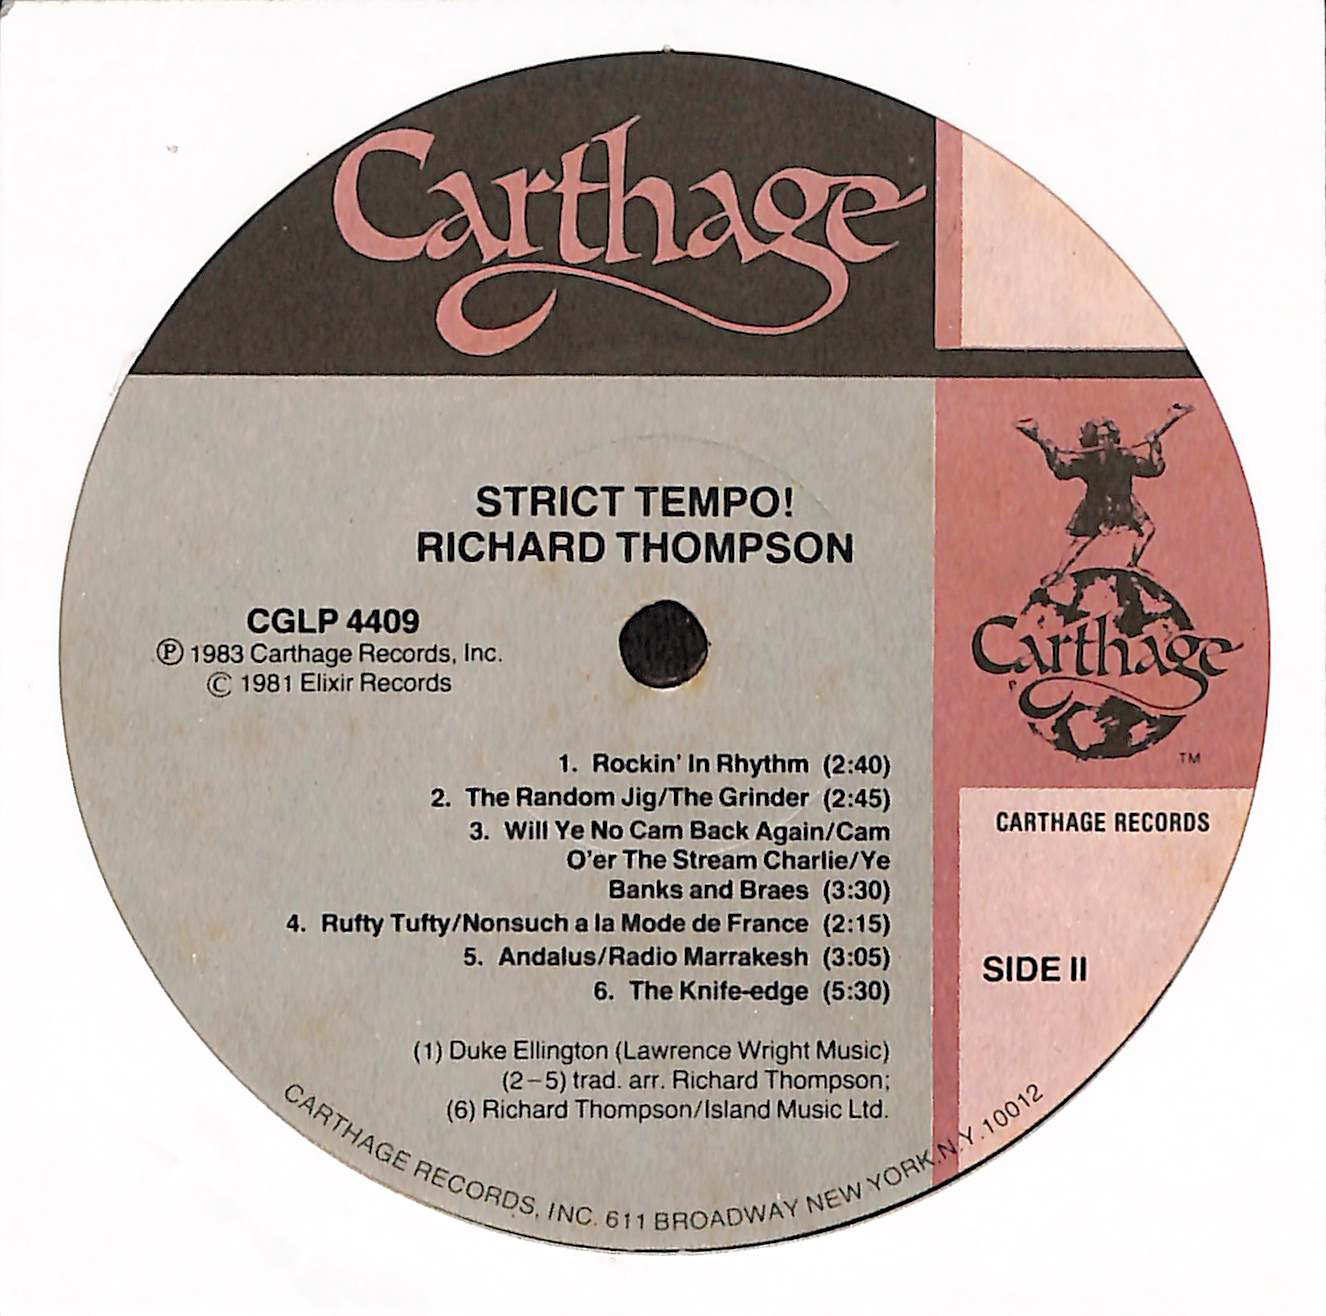 Carthage
STRICT TEMPO!
RICHARD THOMPSON
CGLP 4409
Ⓟ 1983 Carthage Records, Inc.
© 1981 Elixir Records
Carthage
TM
CARTHAGE RECORDS
SIDE II
1. Rockin' In Rhythm (2:40)
2. The Random Jig/The Grinder (2:45)
3. Will Ye No Cam Back Again/Cam
O'er The Stream Charlie/Ye
Banks and Braes (3:30)
4. Rufty Tufty/Nonsuch a la Mode de France (2:15)
5. Andalus/Radio Marrakesh (3:05)
6. The Knife-edge (5:30)
(1) Duke Ellington (Lawrence Wright Music)
(2–5) trad. arr. Richard Thompson;
(6) Richard Thompson/Island Music Ltd.
CARTHAGE RECORDS, INC. 611 BROADWAY NEW YORK.N.Y.10012